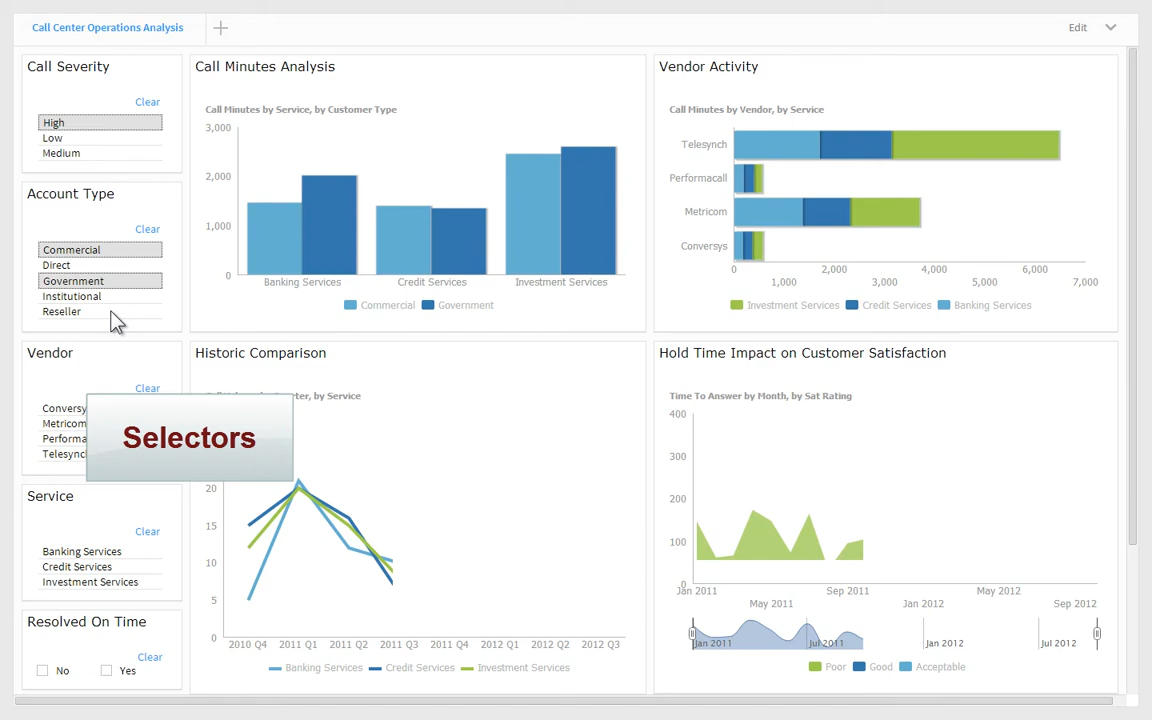 Call Center Operations Analysis
Edit
Call Severity
Clear
High
Low
Medium
Account Type
Clear
Commercial
Direct
Government
Institutional
Reseller
Vendor
Clear
Selectors
Service
Clear
Banking Services
Credit Services
Investment Services
Resolved On Time
Clear
No Yes
Call Minutes Analysis
Call Minutes by Service, by Customer Type
3,000
2,000
1,000
0
Banking Services Credit Services Investment Services
Commercial Government
Vendor Activity
Call Minutes by Vendor, by Service
Telesynch
Performacall
Metricom
Conversys
0 2,000 4,000 6,000
1,000 3,000 5,000 7,000
Investment Services Credit Services Banking Services
Historic Comparison
by Service
20
15
10
5
0
2010 Q4 2011 Q1 2011 Q2 2011 Q3 2011 Q4 2012 Q1 2012 Q2 2012 Q3
Banking Services Credit Services Investment Services
Hold Time Impact on Customer Satisfaction
Time To Answer by Month, by Sat Rating
400
300
200
100
0
Jan 2011 Sep 2011 May 2012
May 2011 Jan 2012 Sep 2012
Jan 2011 Jul 2011 Jan 2012 Jul 2012
Poor Good Acceptable